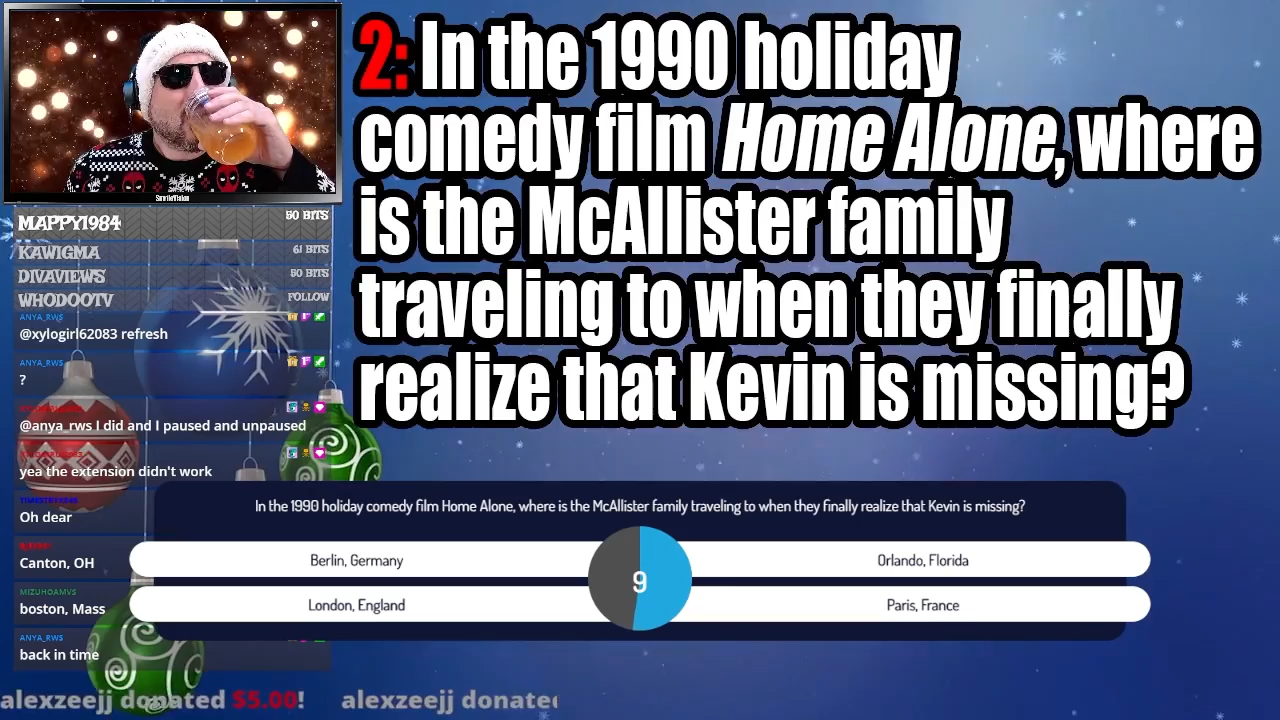 2: In the 1990 holiday
comedy film Home Alone, where
is the McAllister family
traveling to when they finally
realize that Kevin is missing?
MAPPY1984 50 BITS
KAWIGMA 61 BITS
DIVAVIEWS 50 BITS
WHODOOTV FOLLOW
ANYA_RWS
@xylogirl62083 refresh
ANYA_RWS
?
@anya_rws I did and I paused and unpaused
yea the extension didn't work
Oh dear
Canton, OH
MIZUHOAMVS
boston, Mass
ANYA_RWS
back in time
In the 1990 holiday comedy film Home Alone, where is the McAllister family traveling to when they finally realize that Kevin is missing?
Berlin, Germany
Orlando, Florida
9
London, England
Paris, France
alexzeejj donated $5.00! alexzeejj donated